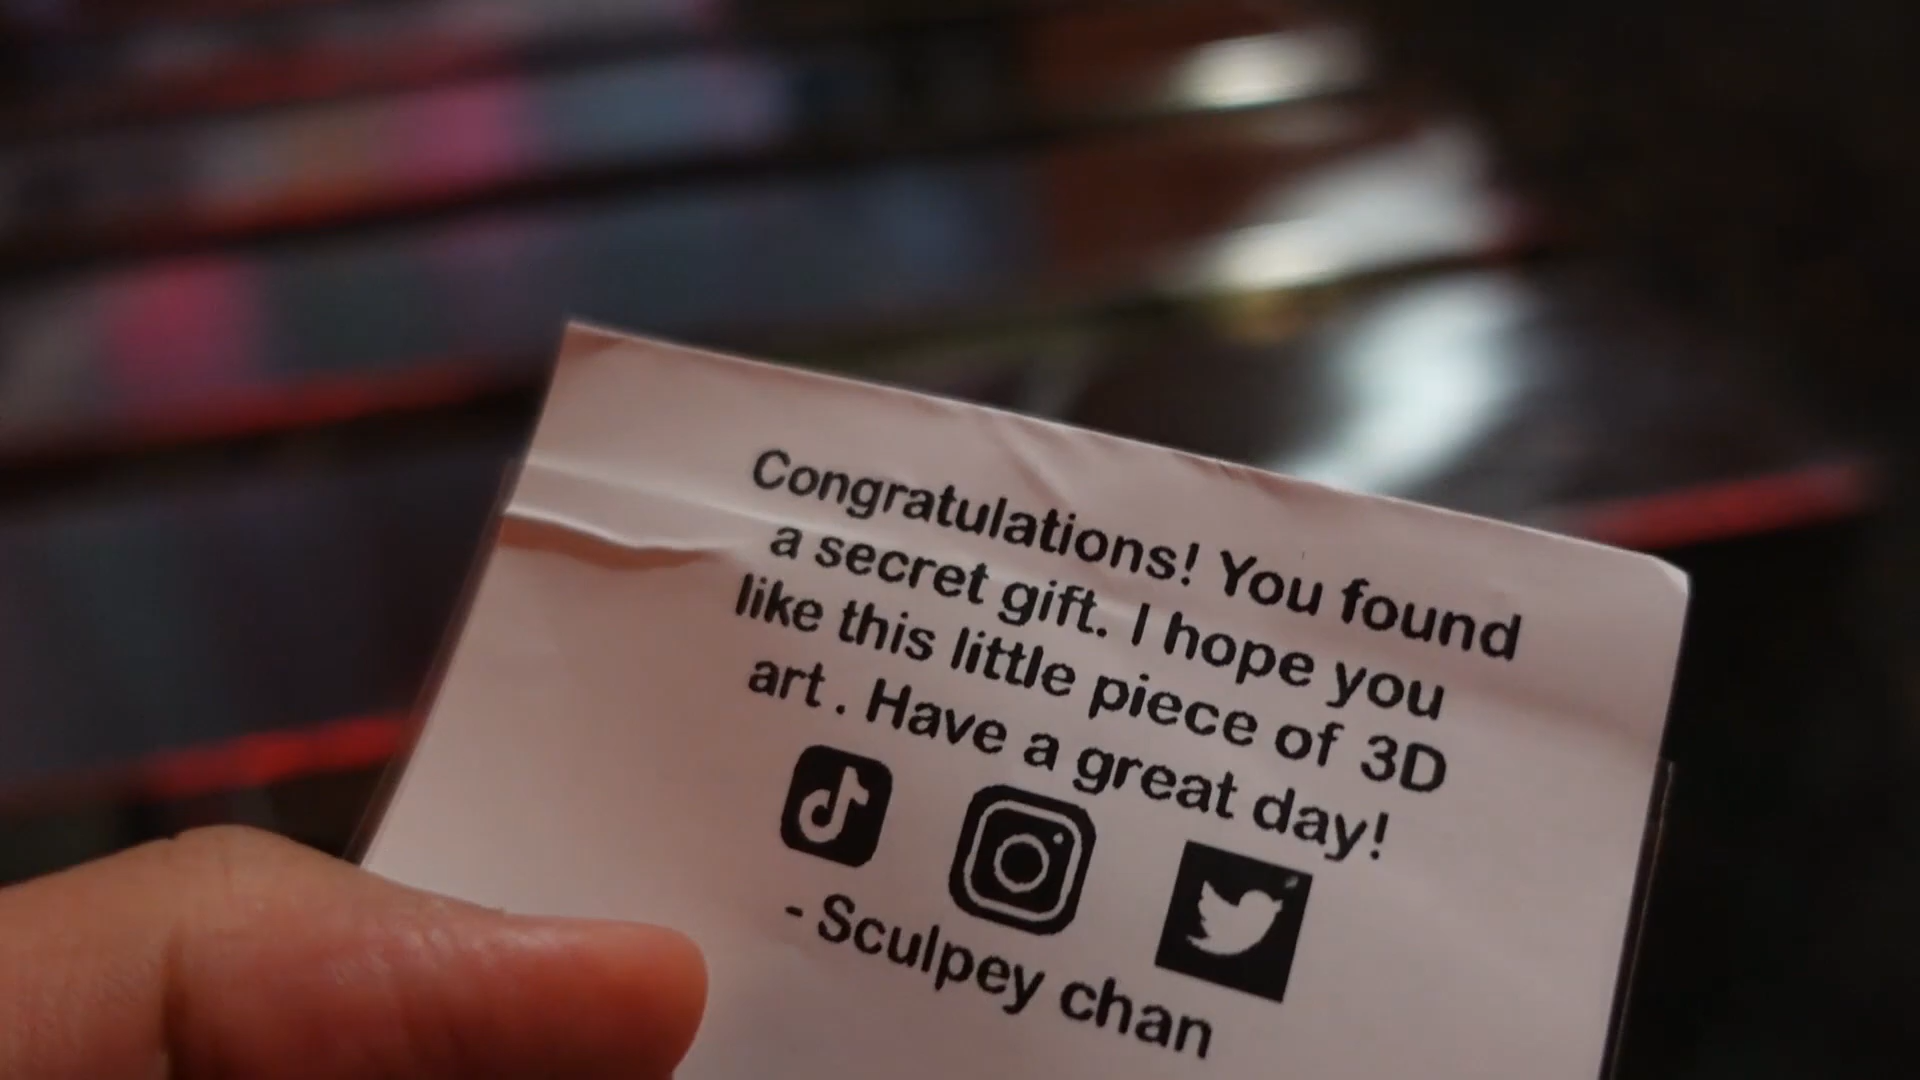 Congratulations! You found
a secret gift. I hope you
like this little piece of 3D
art . Have a great day!
- Sculpey chan